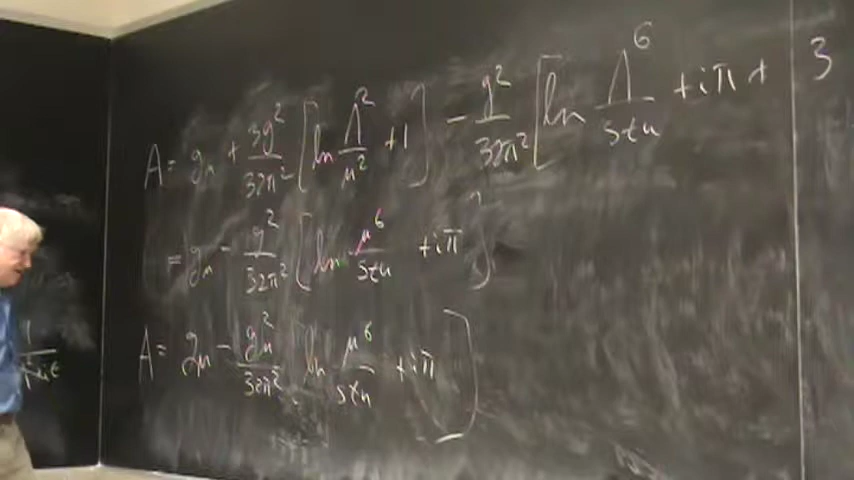 A = g_μ + 3g²/32π² [ln Λ²/μ² + 1] - g²/32π² [ln Λ⁶/stu + iπ + 3
= g_μ - g²/32π² [ln μ⁶/stu + iπ]
A = g_μ - g_μ²/32π² [ln μ⁶/stu + iπ]